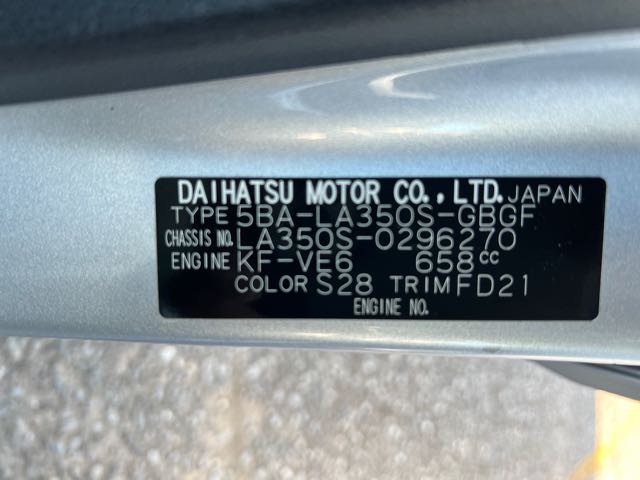 DAIHATSU MOTOR CO., LTD. JAPAN
TYPE 5BA-LA350S-GBGF
CHASSIS NO. LA350S-0296270
ENGINE KF-VE6 658cc
COLOR S28 TRIM FD21
ENGINE NO.